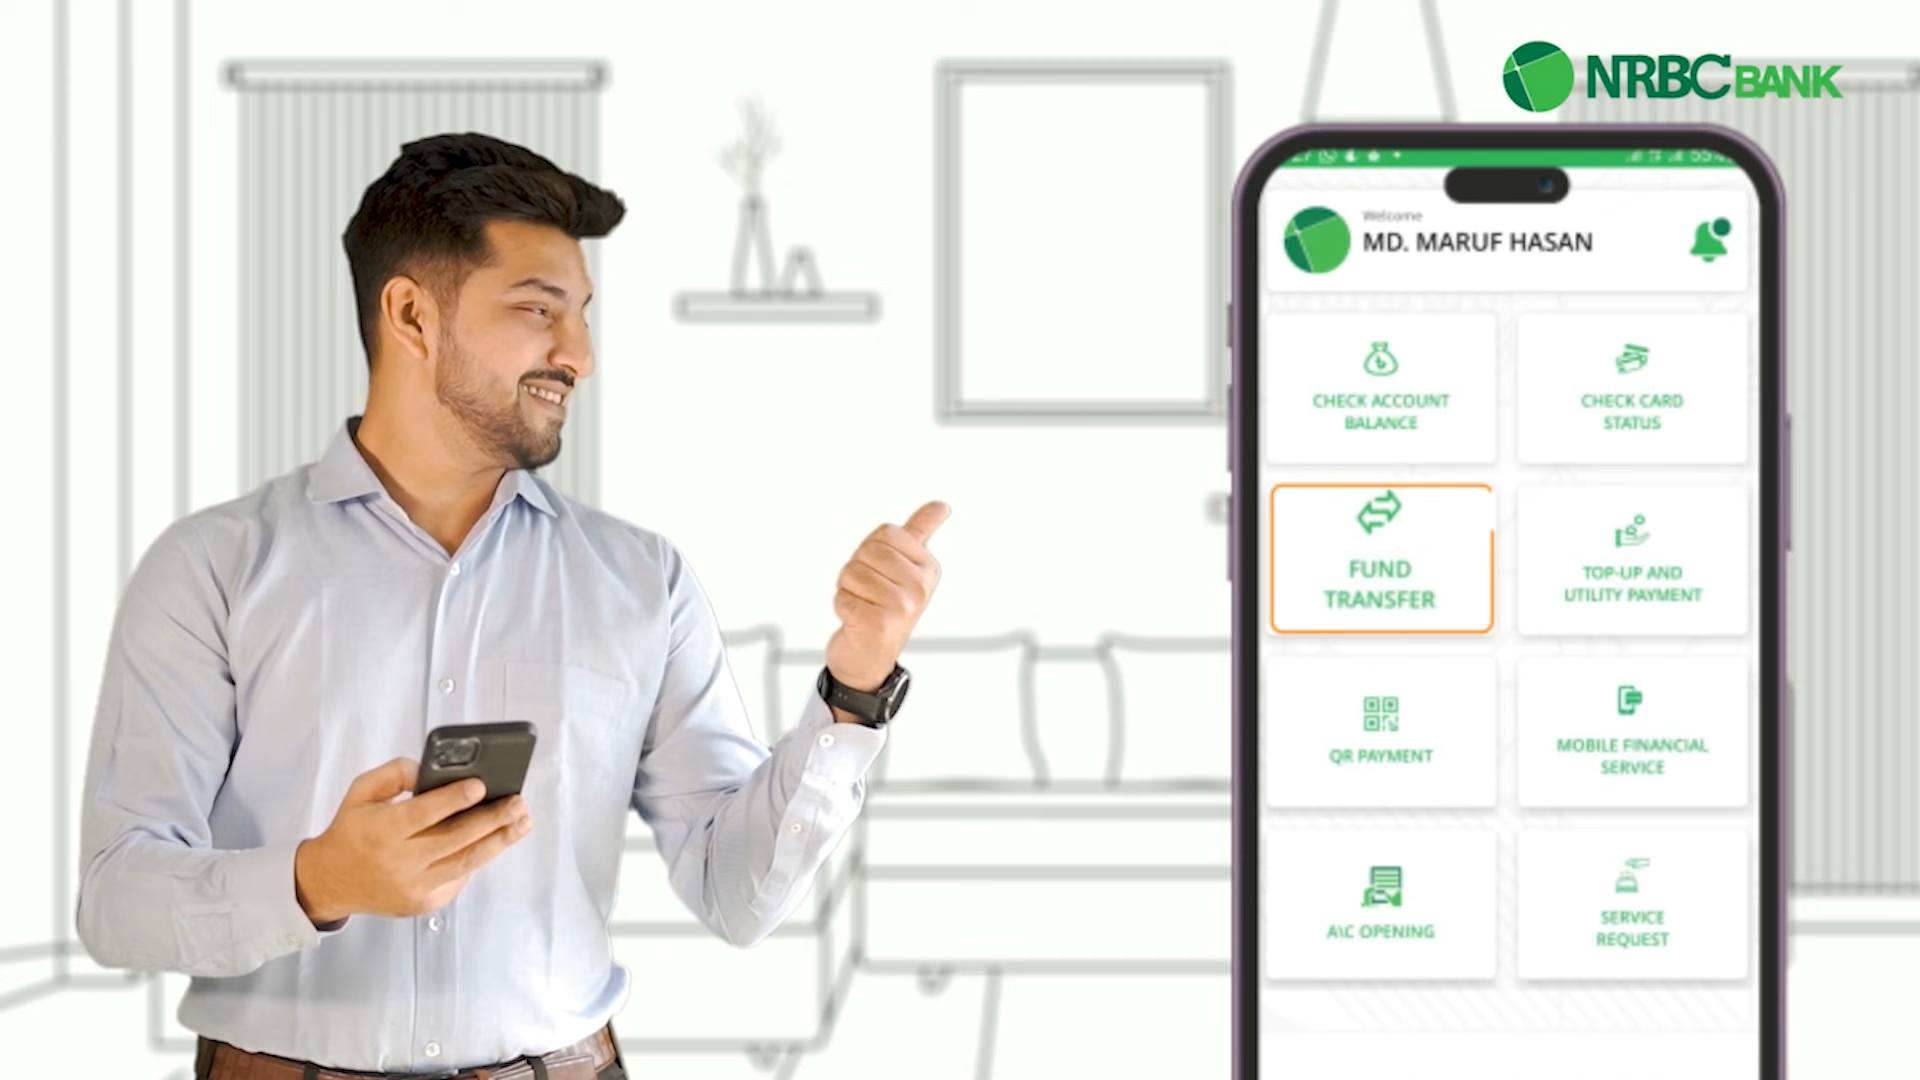 NRBC BANK
55%
Welcome
MD. MARUF HASAN
CHECK ACCOUNT
BALANCE
CHECK CARD
STATUS
FUND
TRANSFER
TOP-UP AND
UTILITY PAYMENT
QR PAYMENT
MOBILE FINANCIAL
SERVICE
A\C OPENING
SERVICE
REQUEST